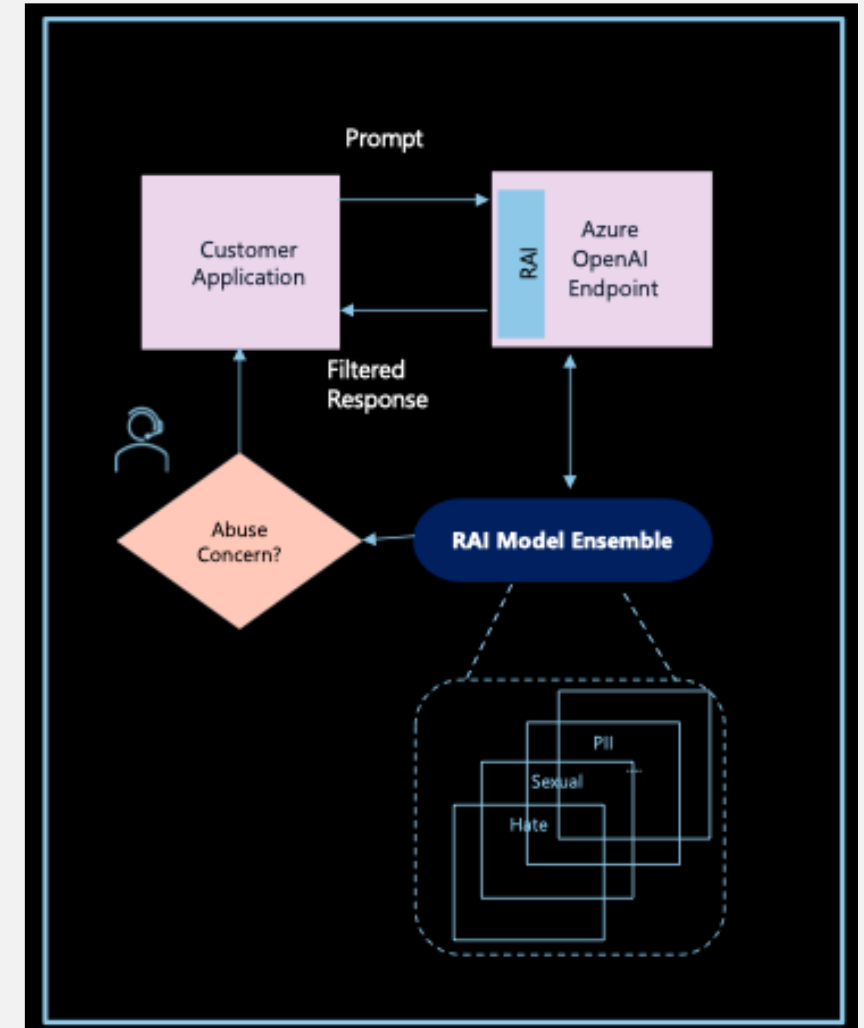 Prompt
Customer
Application
RAI
Azure
OpenAI
Endpoint
Filtered
Response
Abuse
Concern?
RAI Model Ensemble
PII
....
Sexual
Hate